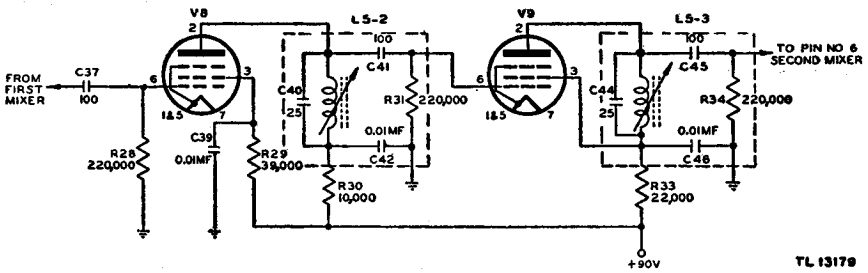 V8
2
L5-2
100
C41
C37
100
FROM
FIRST
MIXER
6
3
1&5
7
C40
25
R31
220,000
C39
0.01MF
R28
220,000
R29
39,000
0.01MF
C42
R30
10,000
V9
2
L5-3
100
C45
TO PIN NO 6
SECOND MIXER
6
3
1&5
7
C44
25
R34
220,000
0.01MF
C46
R33
22,000
+90V
TL 13179